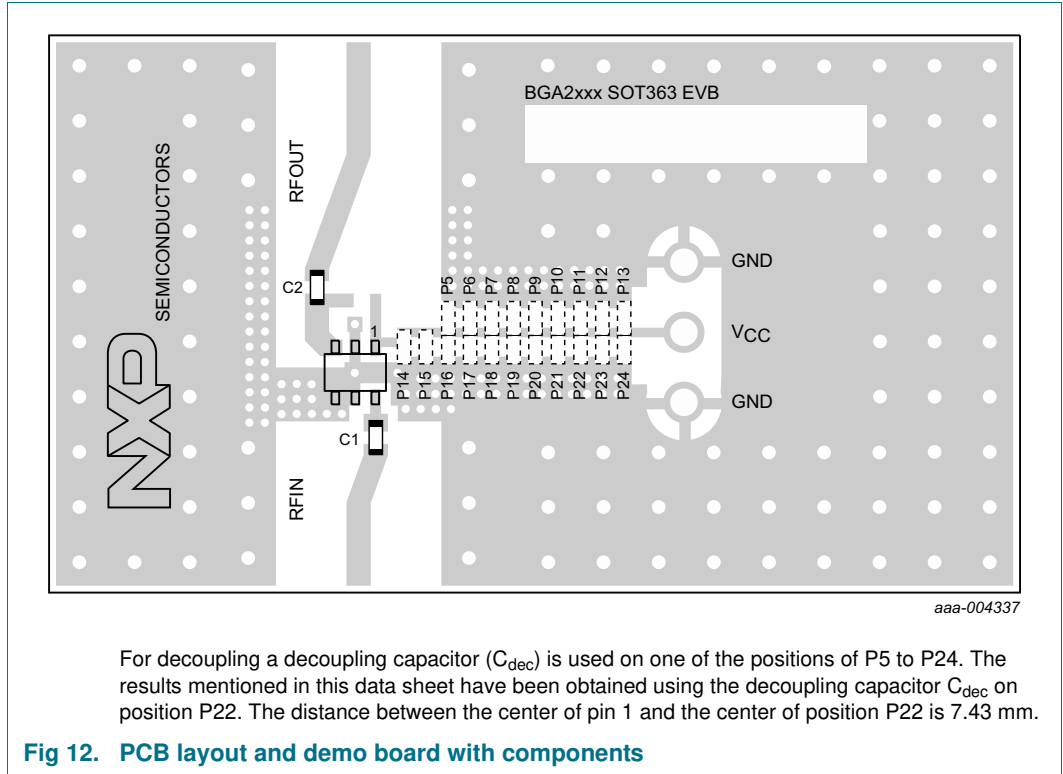 BGA2xxx SOT363 EVB
NXP
SEMICONDUCTORS
RFOUT
C2
P5 P6 P7 P8 P9 P10 P11 P12 P13
GND
VCC
1
P14 P15 P16 P17 P18 P19 P20 P21 P22 P23 P24
GND
C1
RFIN
aaa-004337
For decoupling a decoupling capacitor (Cdec) is used on one of the positions of P5 to P24. The
results mentioned in this data sheet have been obtained using the decoupling capacitor Cdec on
position P22. The distance between the center of pin 1 and the center of position P22 is 7.43 mm.
Fig 12. PCB layout and demo board with components